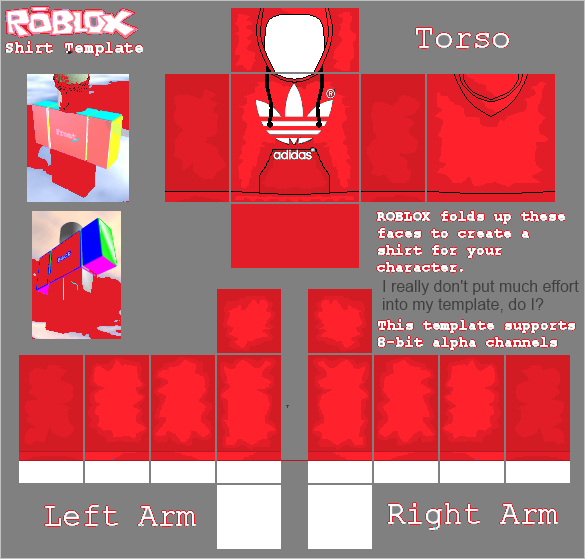 ROBLOX
Shirt Template
Torso
®
adidas
ROBLOX folds up these
faces to create a
shirt for your
character.
I really don't put much effort
into my template, do I?
This template supports
8-bit alpha channels
Left Arm
Right Arm